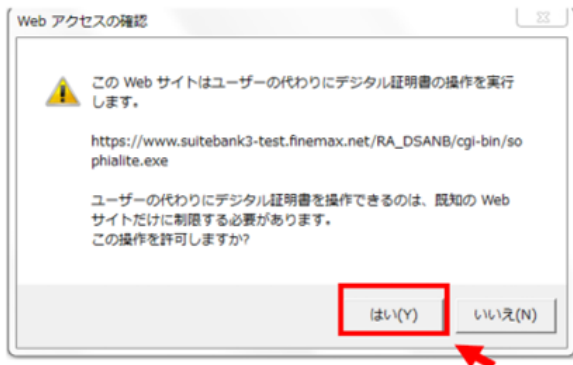 Web アクセスの確認
この Web サイトはユーザーの代わりにデジタル証明書の操作を実行
します。
https://www.suitebank3-test.finemax.net/RA_DSANB/cgi-bin/so
phialite.exe
ユーザーの代わりにデジタル証明書を操作できるのは、既知の Web
サイトだけに制限する必要があります。
この操作を許可しますか?
はい(Y)
いいえ(N)